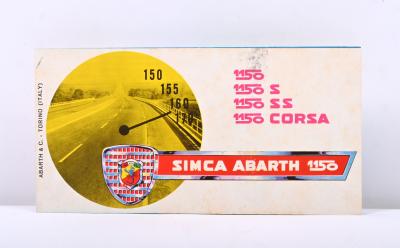 ABARTH & C. - TORINO (ITALY)
150
155
160
170
1150
1150 S
1150 SS
1150 CORSA
SIMCA ABARTH 1150